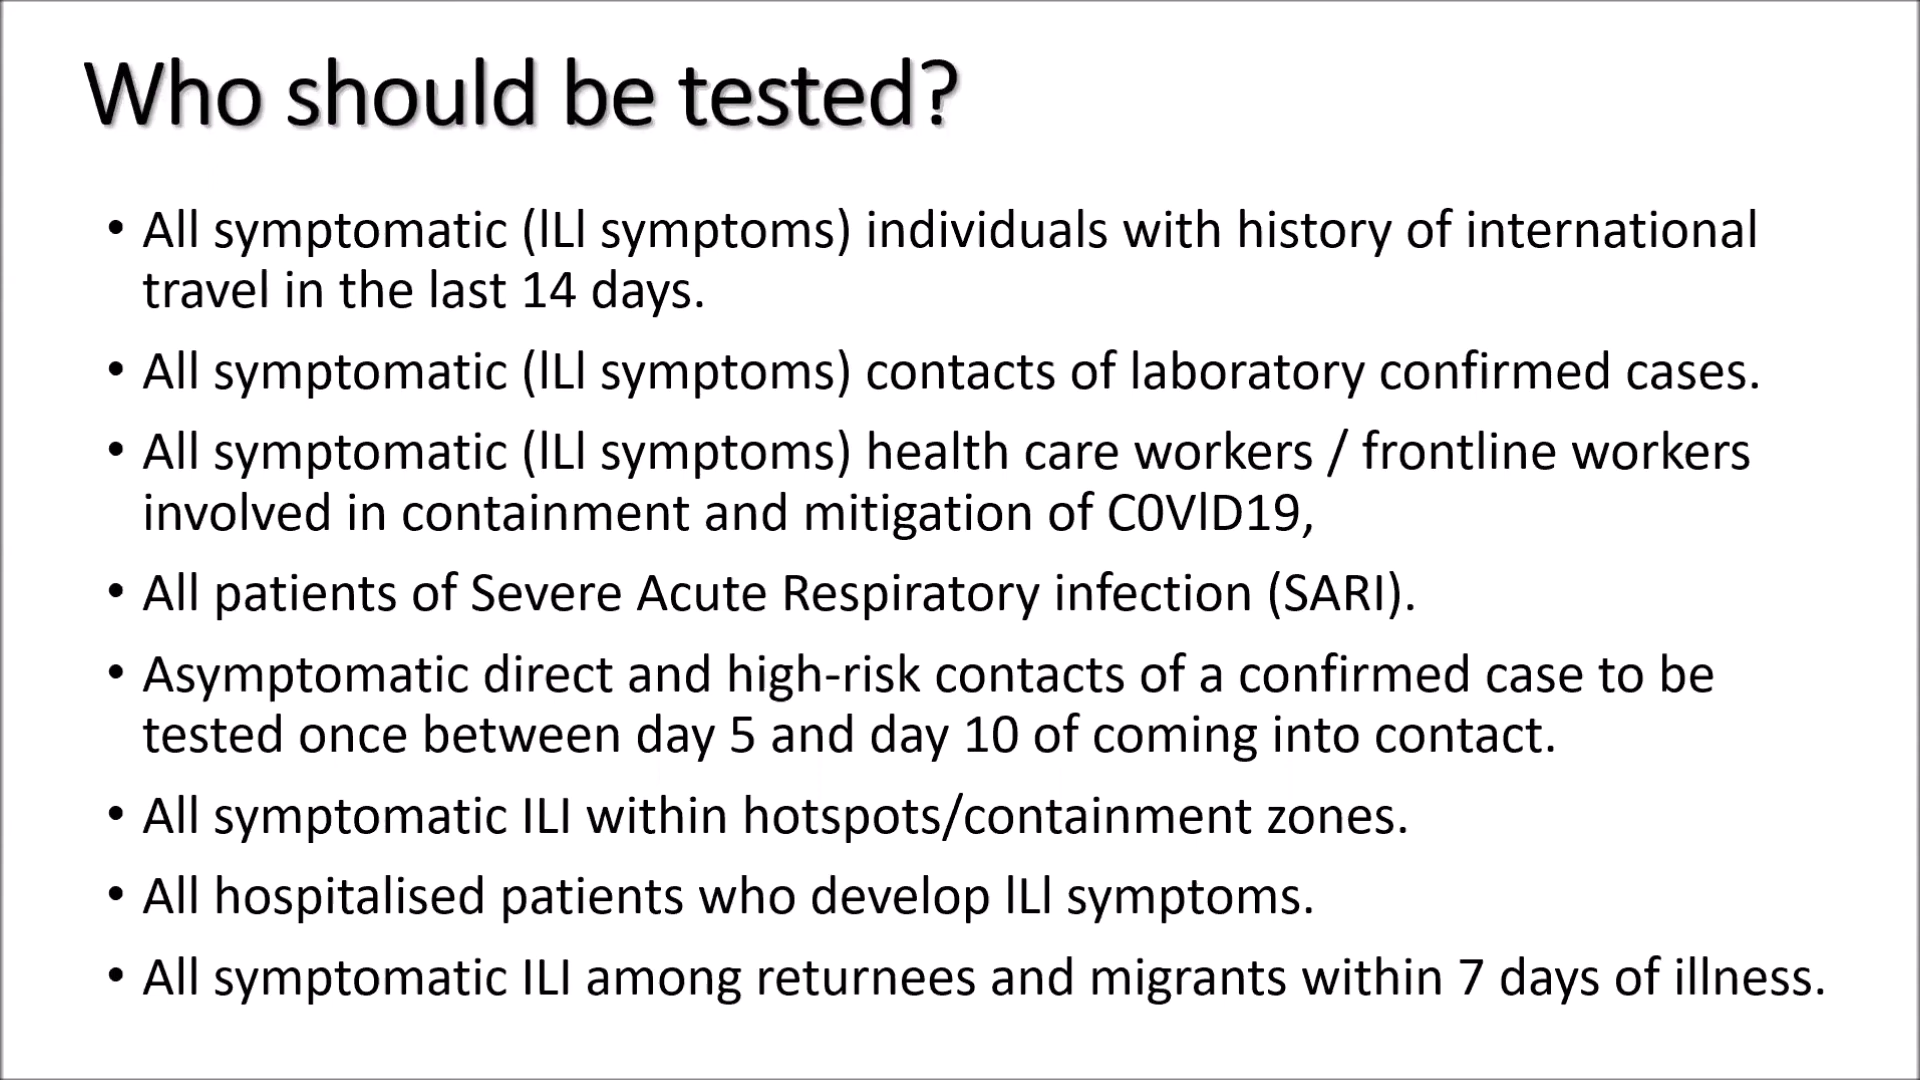 Who should be tested?
• All symptomatic (lLl symptoms) individuals with history of international
travel in the last 14 days.
• All symptomatic (lLl symptoms) contacts of laboratory confirmed cases.
• All symptomatic (lLl symptoms) health care workers / frontline workers
involved in containment and mitigation of C0VlD19,
• All patients of Severe Acute Respiratory infection (SARI).
• Asymptomatic direct and high-risk contacts of a confirmed case to be
tested once between day 5 and day 10 of coming into contact.
• All symptomatic ILI within hotspots/containment zones.
• All hospitalised patients who develop lLl symptoms.
• All symptomatic ILI among returnees and migrants within 7 days of illness.